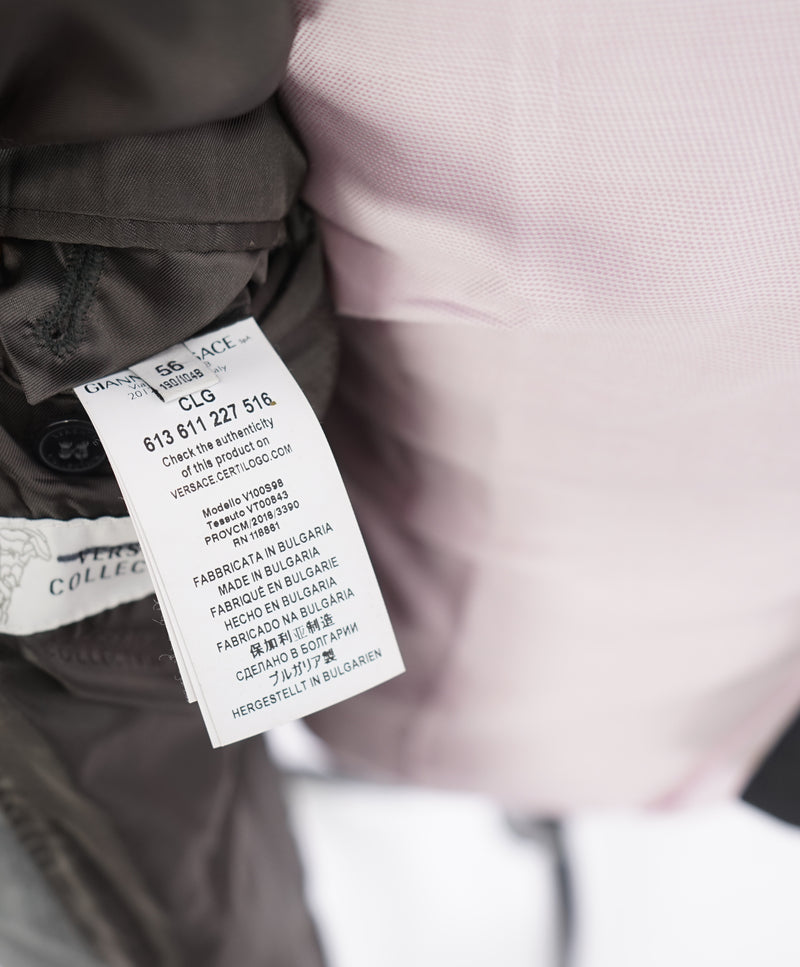 56
190/104B
CLG
613 611 227 516
Check the authenticity
of this product on
VERSACE.CERTILOGO.COM
Modello V100S98
Tessuto VT00843
PROVCM/2016/3390
RN 118881
FABBRICATA IN BULGARIA
MADE IN BULGARIA
FABRIQUÉ EN BULGARIE
HECHO EN BULGARIA
FABRICADO NA BULGÁRIA
保加利亚制造
СДЕЛАНО В БОЛГАРИИ
ブルガリア製
HERGESTELLT IN BULGARIEN